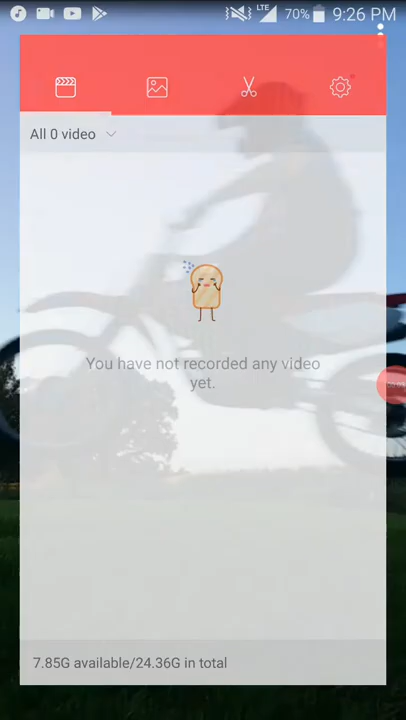 LTE 70% 9:26 PM
All 0 video
You have not recorded any video
yet.
7.85G available/24.36G in total